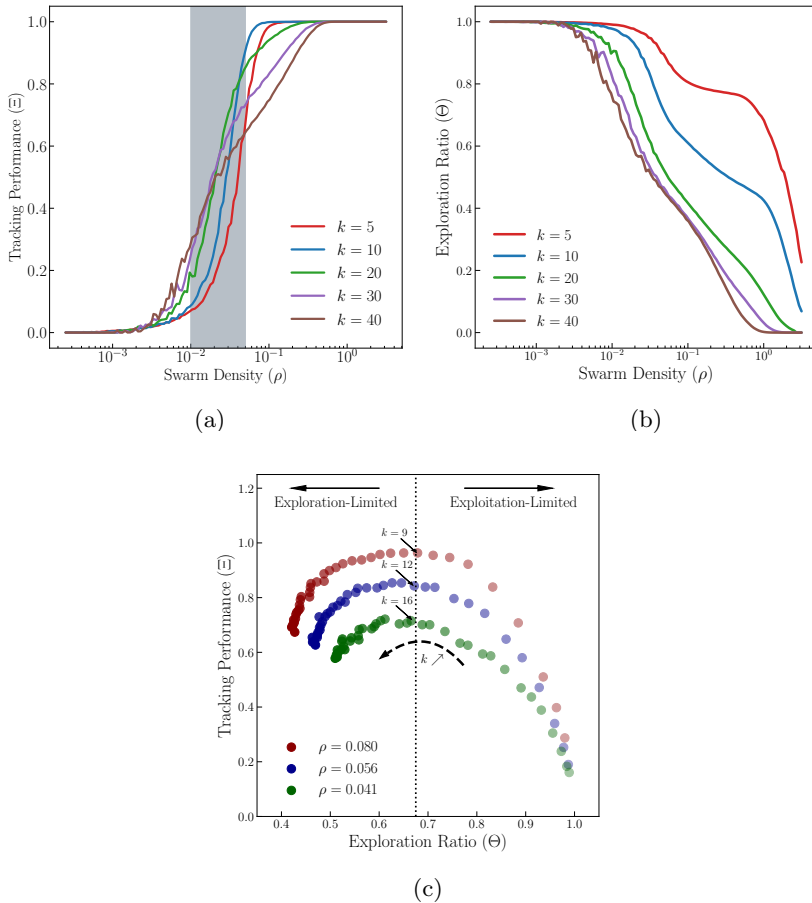 Tracking Performance (Ξ)
1.0
0.8
0.6
0.4
0.2
0.0
k = 5
k = 10
k = 20
k = 30
k = 40
10⁻³
10⁻²
10⁻¹
10⁰
Swarm Density (ρ)
(a)
Exploration Ratio (Θ)
1.0
0.8
0.6
0.4
0.2
0.0
k = 5
k = 10
k = 20
k = 30
k = 40
10⁻³
10⁻²
10⁻¹
10⁰
Swarm Density (ρ)
(b)
Tracking Performance (Ξ)
1.2
1.0
0.8
0.6
0.4
0.2
0.0
Exploration-Limited
Exploitation-Limited
k = 9
k = 12
k = 16
k ↗
ρ = 0.080
ρ = 0.056
ρ = 0.041
0.4
0.5
0.6
0.7
0.8
0.9
1.0
Exploration Ratio (Θ)
(c)